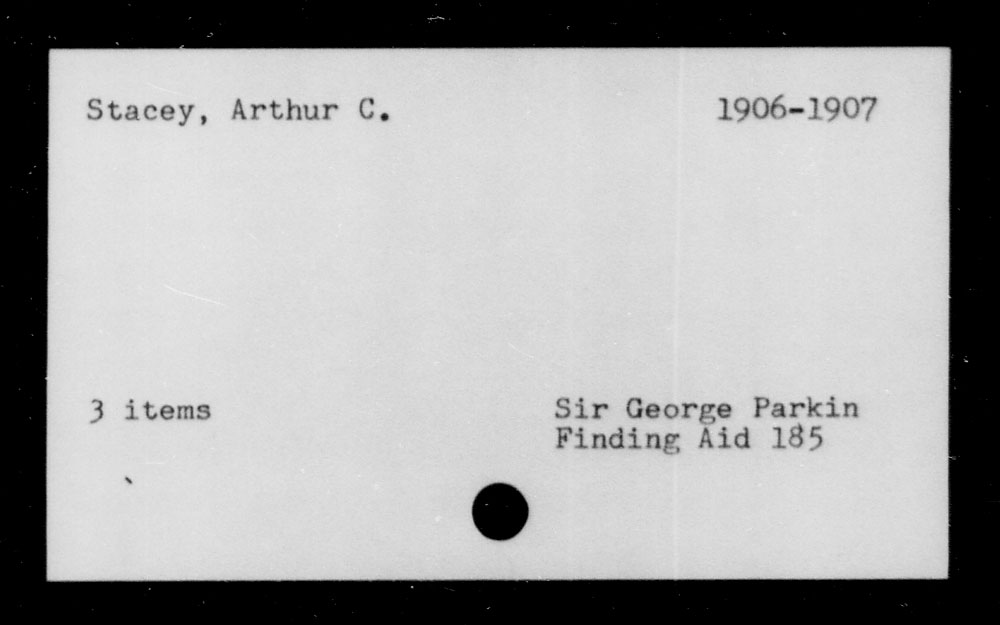 Stacey, Arthur C. 1906-1907
3 items
Sir George Parkin
Finding Aid 185